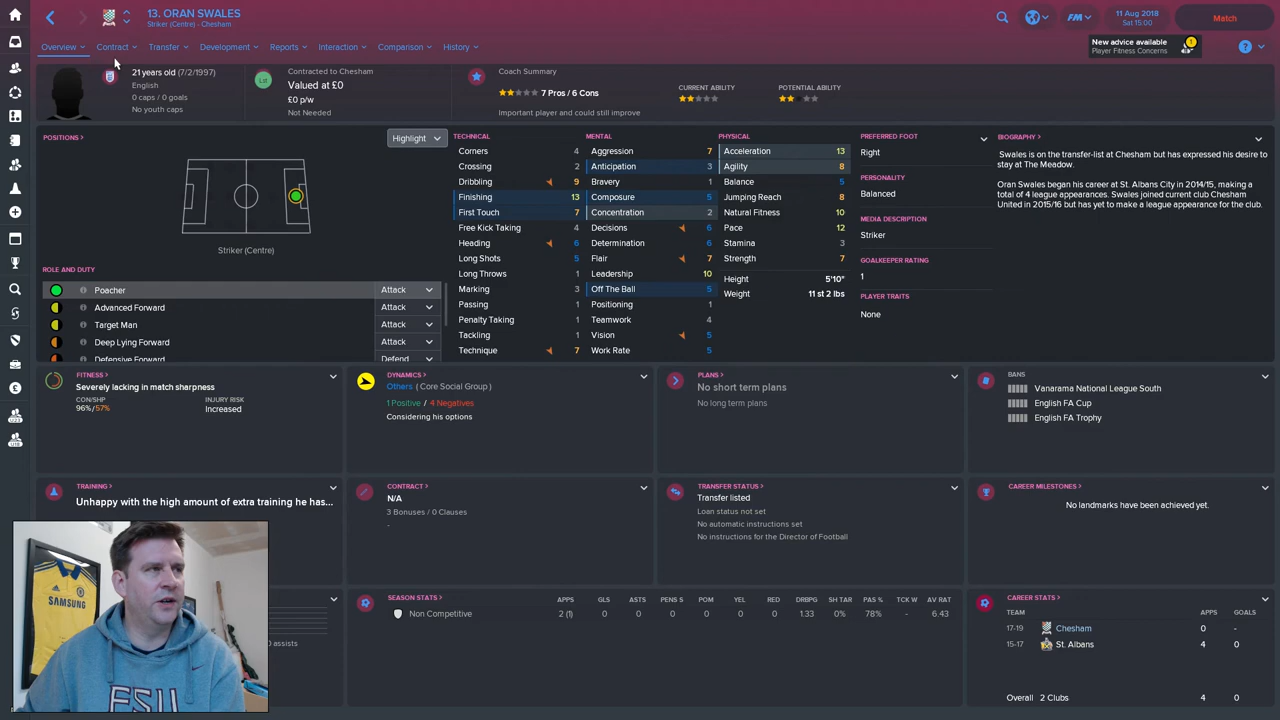 13. ORAN SWALES
Striker (Centre) - Chesham
11 Aug 2018
Sat 15.00
FM
Match
Overview
Contract
Transfer
Development
Reports
Interaction
Comparison
History
New advice available
Player Fitness Concerns
1
?
21 years old (7/2/1997)
English
0 caps / 0 goals
No youth caps
Lst
Contracted to Chesham
Valued at £0
£0 p/w
Not Needed
Coach Summary
7 Pros / 6 Cons
Important player and could still improve
CURRENT ABILITY
POTENTIAL ABILITY
POSITIONS >
Highlight
Striker (Centre)
ROLE AND DUTY
Poacher Attack
Advanced Forward Attack
Target Man Attack
Deep Lying Forward Attack
Defensive Forward Defend
TECHNICAL
Corners 4
Crossing 2
Dribbling 9
Finishing 13
First Touch 7
Free Kick Taking 4
Heading 6
Long Shots 5
Long Throws 1
Marking 3
Passing 1
Penalty Taking 1
Tackling 1
Technique 7
MENTAL
Aggression 7
Anticipation 3
Bravery 1
Composure 5
Concentration 2
Decisions 6
Determination 6
Flair 7
Leadership 10
Off The Ball 5
Positioning 1
Teamwork 4
Vision 5
Work Rate 5
PHYSICAL
Acceleration 13
Agility 8
Balance 5
Jumping Reach 8
Natural Fitness 10
Pace 12
Stamina 3
Strength 7
Height 5'10"
Weight 11 st 2 lbs
PREFERRED FOOT
Right
PERSONALITY
Balanced
MEDIA DESCRIPTION
Striker
GOALKEEPER RATING
1
PLAYER TRAITS
None
BIOGRAPHY >
Swales is on the transfer-list at Chesham but has expressed his desire to
stay at The Meadow.
Oran Swales began his career at St. Albans City in 2014/15, making a
total of 4 league appearances. Swales joined current club Chesham
United in 2015/16 but has yet to make a league appearance for the club.
FITNESS >
Severely lacking in match sharpness
CON/SHP
96%/57%
INJURY RISK
Increased
DYNAMICS >
Others ( Core Social Group )
1 Positive / 4 Negatives
Considering his options
PLANS >
No short term plans
No long term plans
BANS
Vanarama National League South
English FA Cup
English FA Trophy
TRAINING >
Unhappy with the high amount of extra training he has...
CONTRACT >
N/A
3 Bonuses / 0 Clauses
-
TRANSFER STATUS >
Transfer listed
Loan status not set
No automatic instructions set
No instructions for the Director of Football
CAREER MILESTONES >
No landmarks have been achieved yet.
0 assists
SAMSUNG
SEASON STATS > APPS GLS ASTS PENS S POM YEL RED DRBPG SH TAR PAS % TCK W AV RAT
Non Competitive 2 (1) 0 0 0 0 0 0 1.33 0% 78% - 6.43
CAREER STATS >
TEAM APPS GOALS
17-19 Chesham 0 -
15-17 St. Albans 4 0
Overall 2 Clubs 4 0